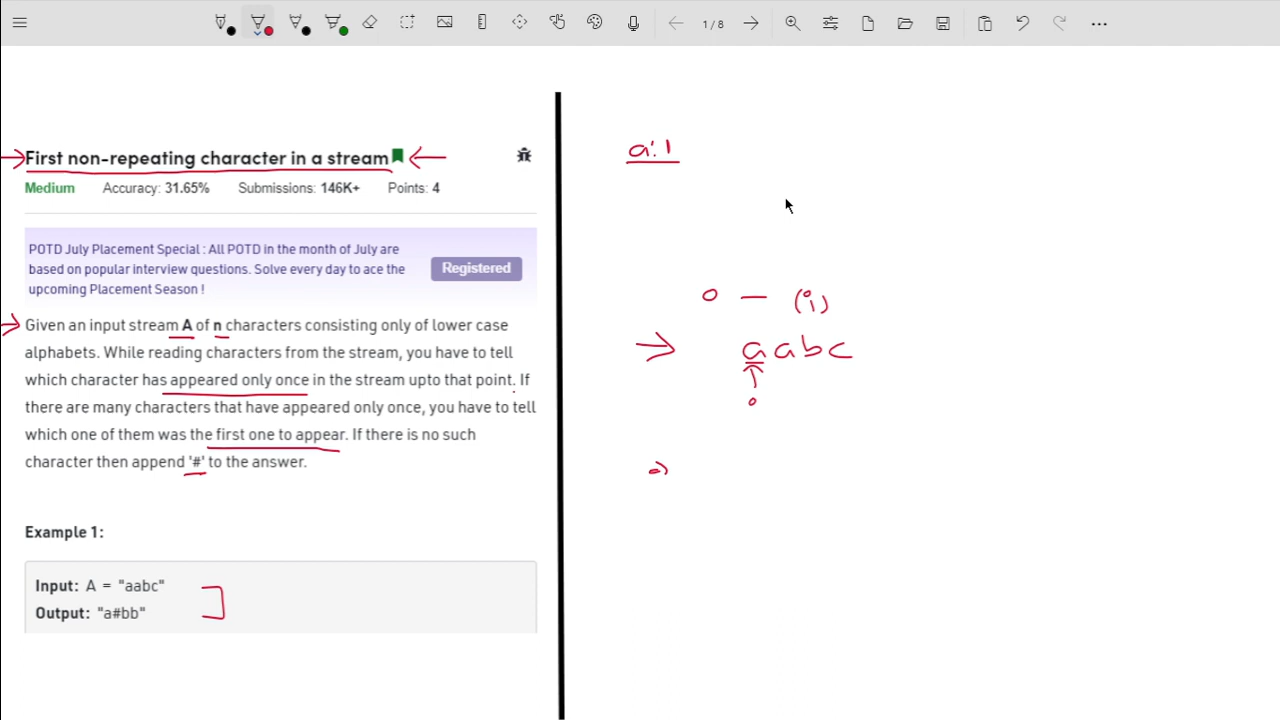 1 / 8
First non-repeating character in a stream
Medium Accuracy: 31.65% Submissions: 146K+ Points: 4
POTD July Placement Special : All POTD in the month of July are
based on popular interview questions. Solve every day to ace the
upcoming Placement Season !
Registered
Given an input stream A of n characters consisting only of lower case
alphabets. While reading characters from the stream, you have to tell
which character has appeared only once in the stream upto that point. If
there are many characters that have appeared only once, you have to tell
which one of them was the first one to appear. If there is no such
character then append '#' to the answer.
Example 1:
Input: A = "aabc"
Output: "a#bb"
a:1
0 — (i)
→ aabc
0